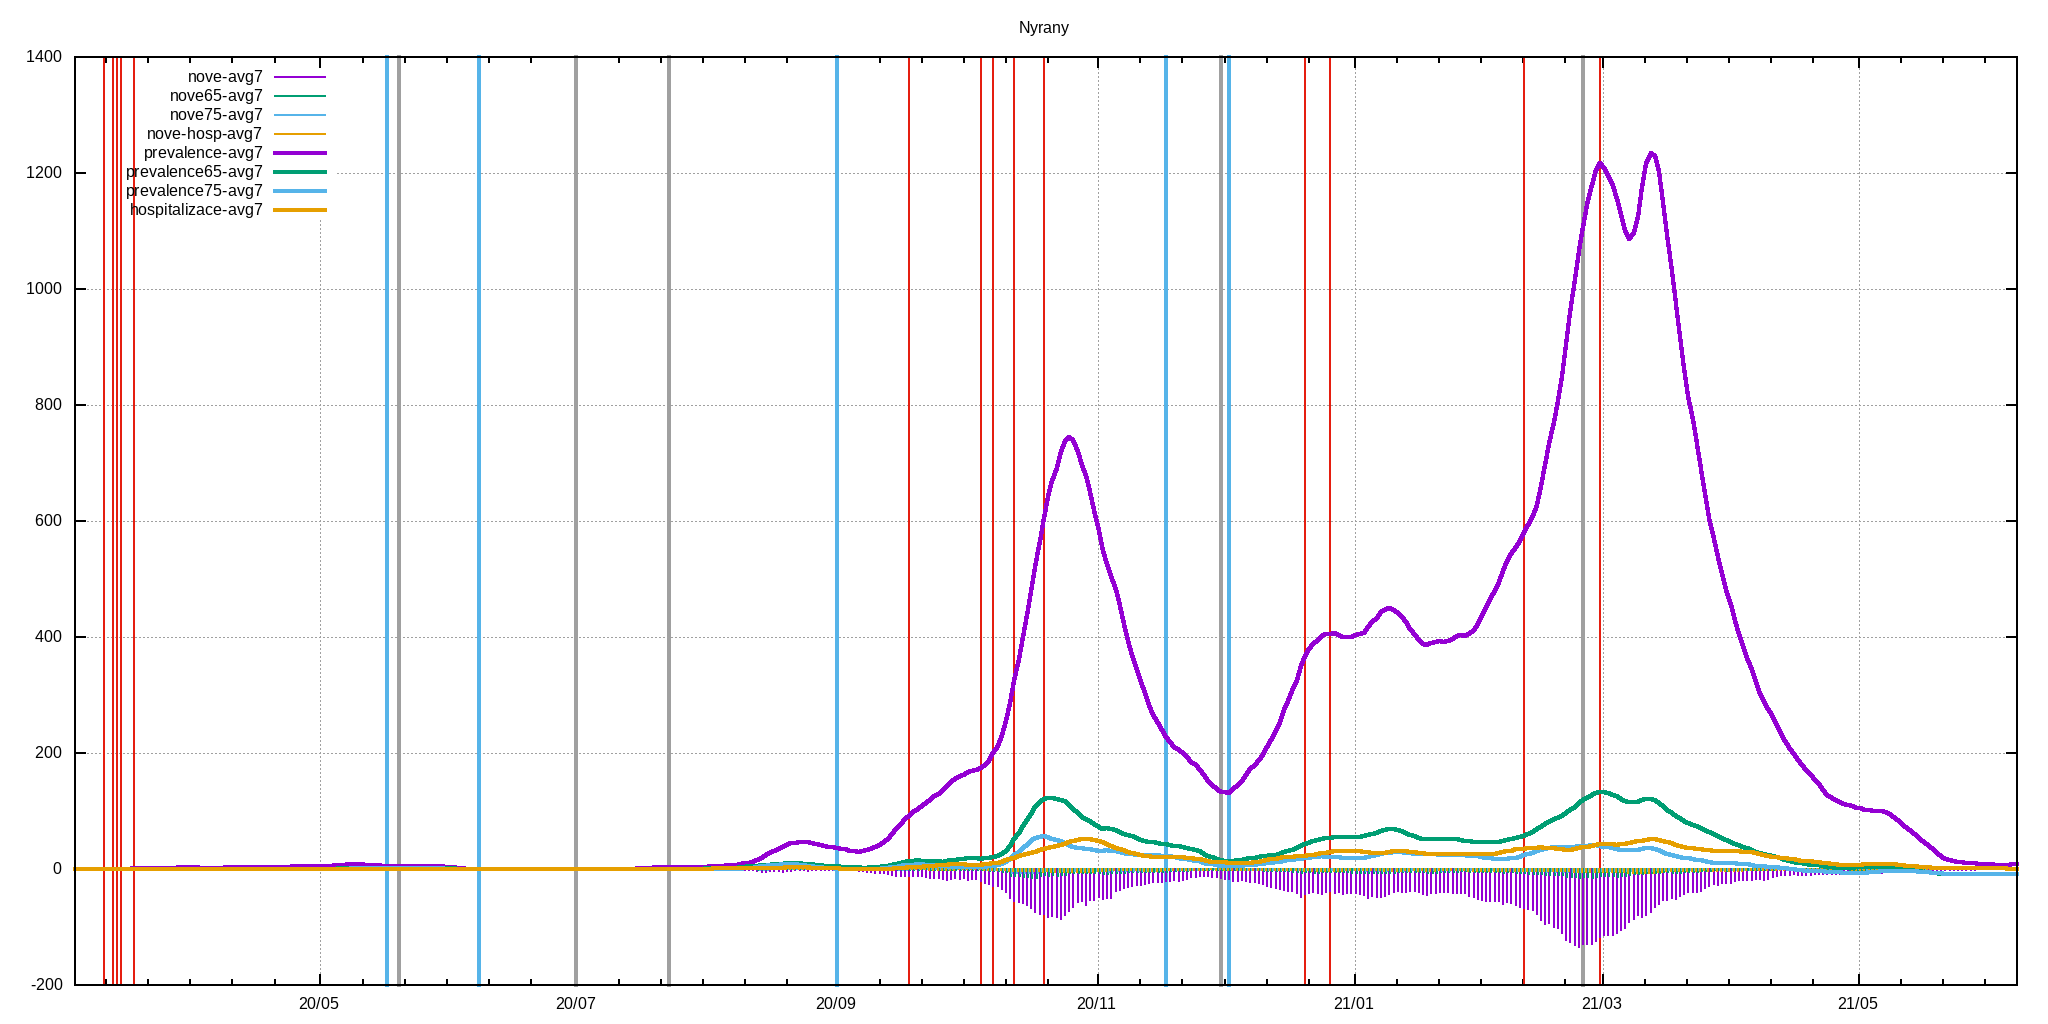 Nyrany
1400
1200
1000
800
600
400
200
0
-200
nove-avg7
nove65-avg7
nove75-avg7
nove-hosp-avg7
prevalence-avg7
prevalence65-avg7
prevalence75-avg7
hospitalizace-avg7
20/05 20/07 20/09 20/11 21/01 21/03 21/05